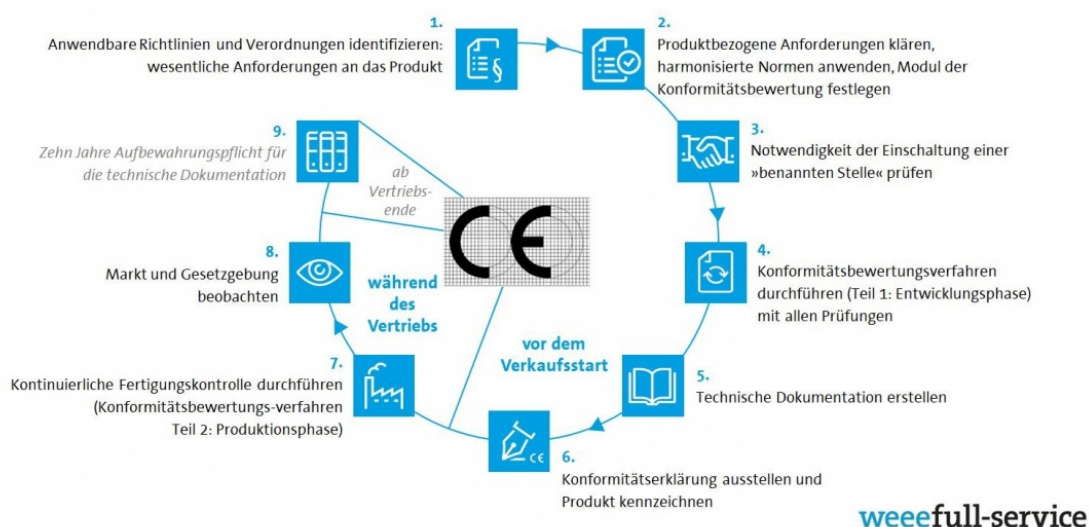 1.
Anwendbare Richtlinien und Verordnungen identifizieren:
wesentliche Anforderungen an das Produkt
§
2.
Produktbezogene Anforderungen klären,
harmonisierte Normen anwenden, Modul der
Konformitätsbewertung festlegen
3.
Notwendigkeit der Einschaltung einer
»benannten Stelle« prüfen
4.
Konformitätsbewertungsverfahren
durchführen (Teil 1: Entwicklungsphase)
mit allen Prüfungen
5.
Technische Dokumentation erstellen
6.
Konformitätserklärung ausstellen und
Produkt kennzeichnen
CE
7.
Kontinuierliche Fertigungskontrolle durchführen
(Konformitätsbewertungs-verfahren
Teil 2: Produktionsphase)
8.
Markt und Gesetzgebung
beobachten
9.
Zehn Jahre Aufbewahrungspflicht für
die technische Dokumentation
ab
Vertriebs-
ende
CE
während
des
Vertriebs
vor dem
Verkaufsstart
weeefull-service